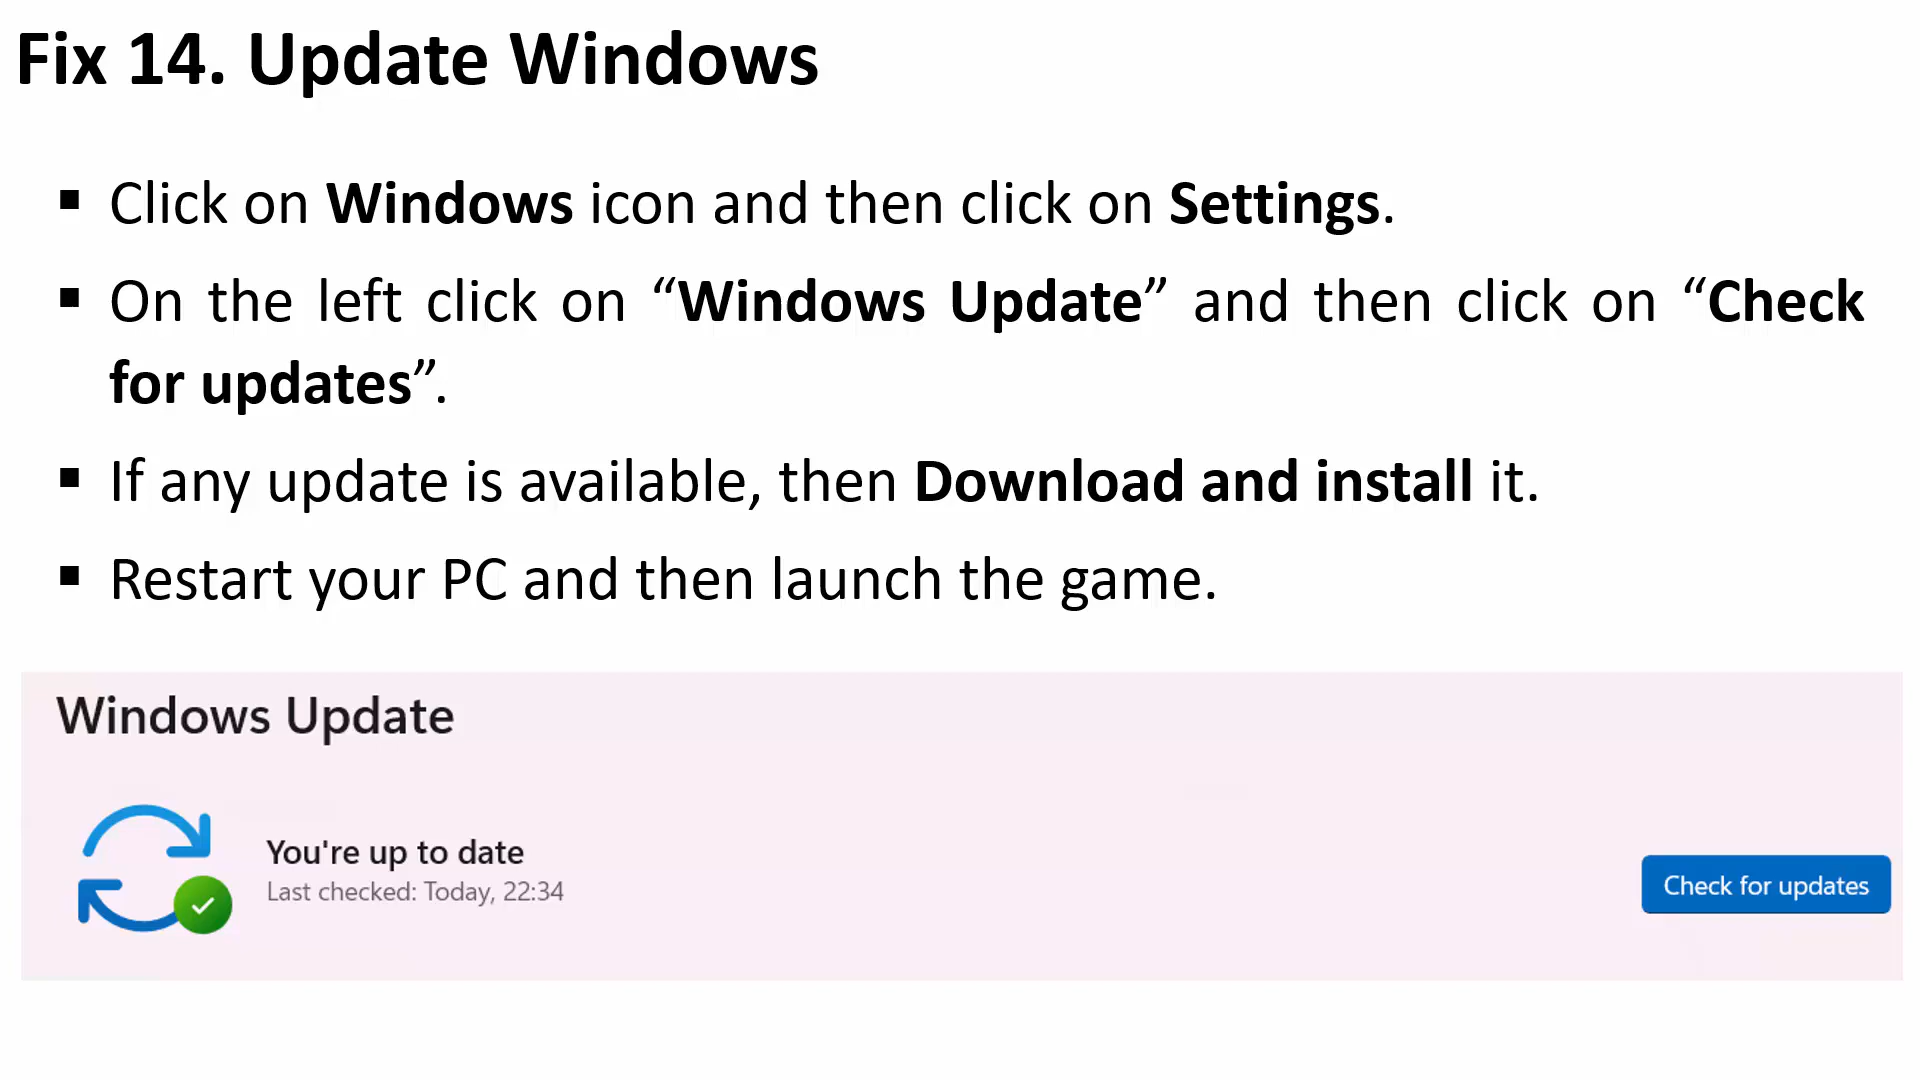 Fix 14. Update Windows
▪ Click on Windows icon and then click on Settings.
▪ On the left click on “Windows Update” and then click on “Check
for updates”.
▪ If any update is available, then Download and install it.
▪ Restart your PC and then launch the game.
Windows Update
You're up to date
Last checked: Today, 22:34
Check for updates